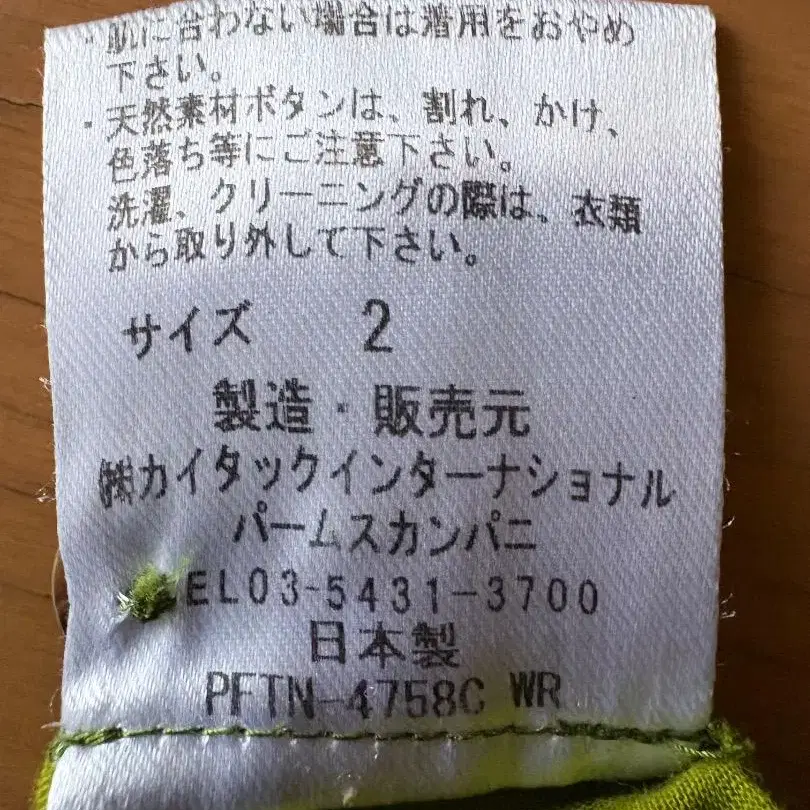 ・肌に合わない場合は着用をおやめ
下さい。
・天然素材ボタンは、割れ、かけ、
色落ち等にご注意下さい。
洗濯、クリーニングの際は、衣類
から取り外して下さい。
サイズ 2
製造・販売元
㈱カイタックインターナショナル
パームスカンパニ
EL03-5431-3700
日本製
PFTN-4758C WR